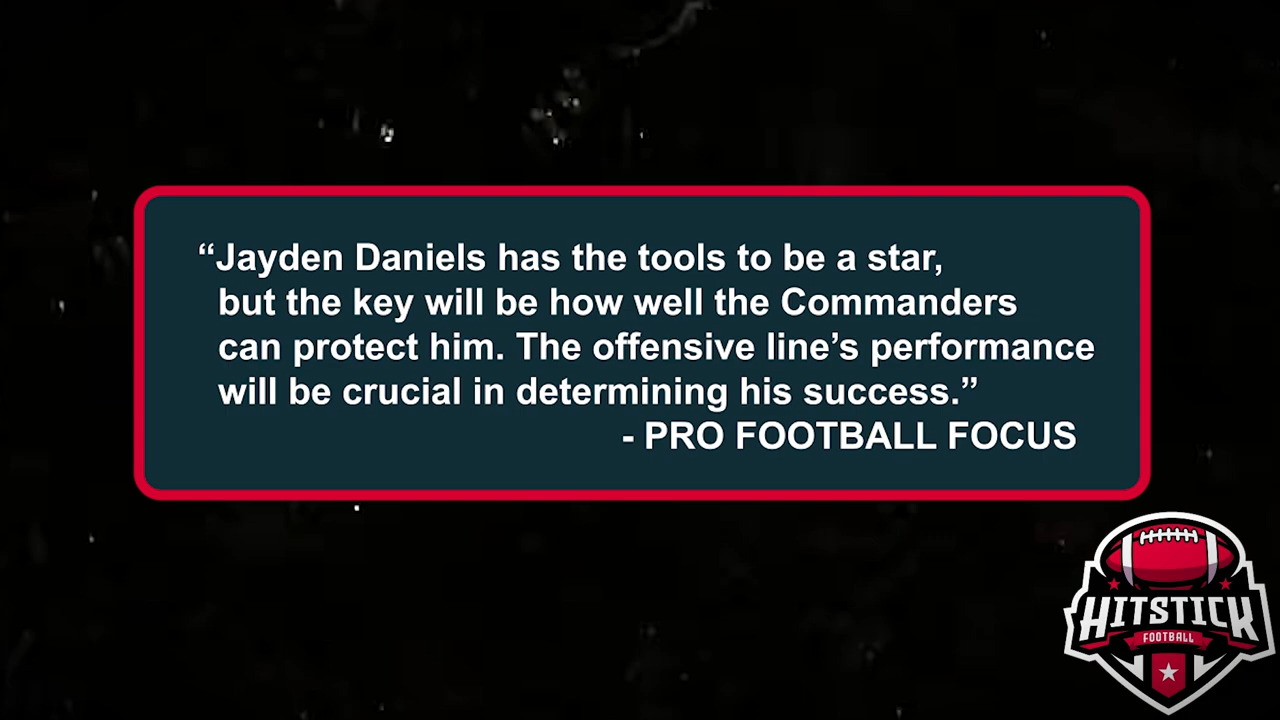 “Jayden Daniels has the tools to be a star,
but the key will be how well the Commanders
can protect him. The offensive line’s performance
will be crucial in determining his success.”
- PRO FOOTBALL FOCUS
HITSTICK
FOOTBALL